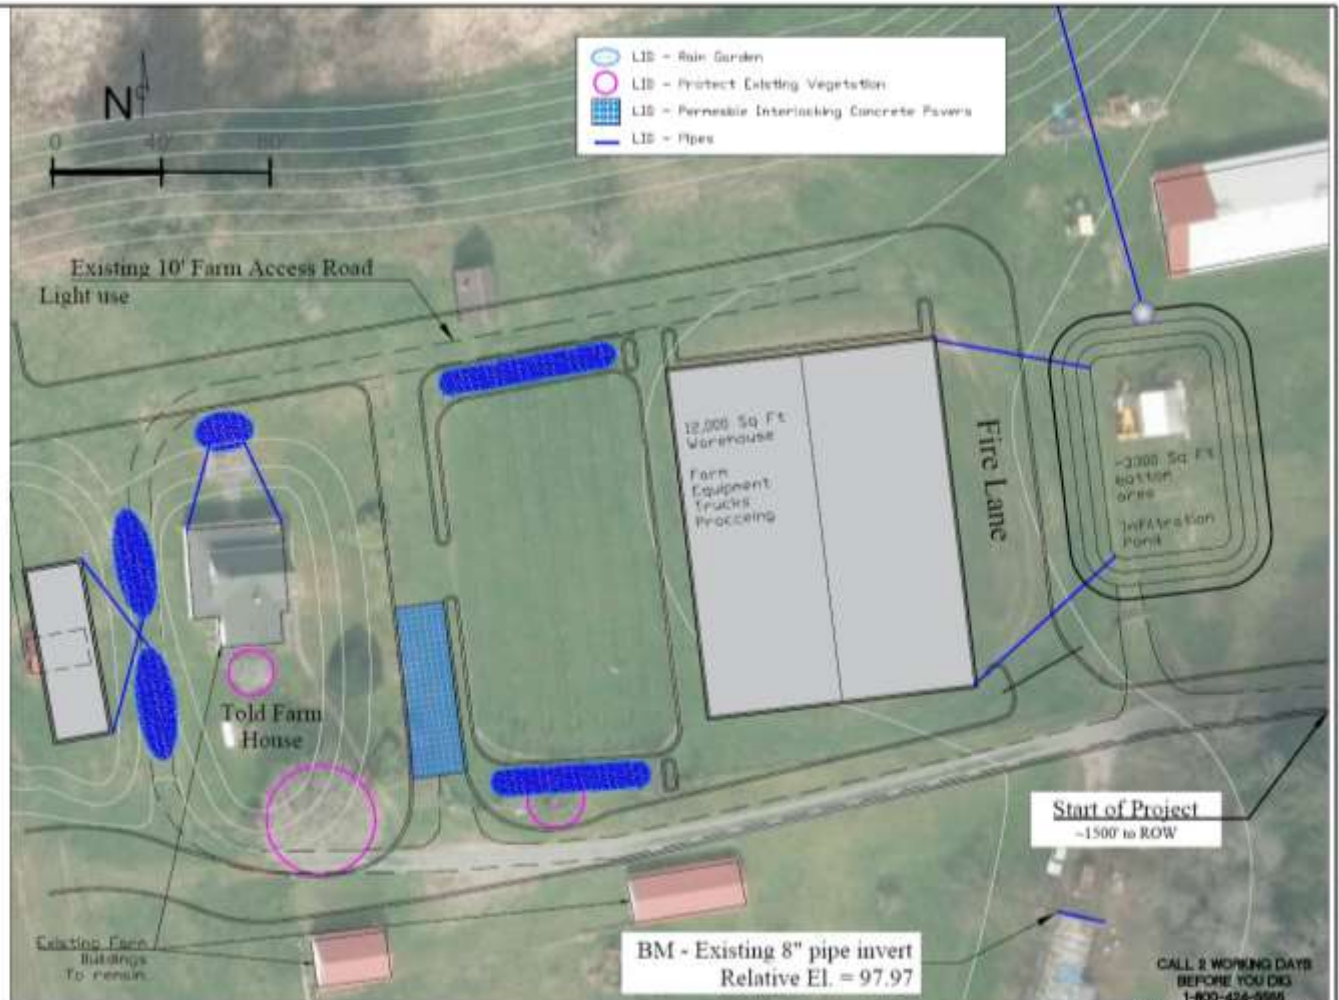 LID - Rain Garden
LID - Protect Existing Vegetation
LID - Permeable Interlocking Concrete Pavers
LID - Pipes
N
0 40' 80'
Existing 10' Farm Access Road
Light use
12,000 Sq Ft
Warehouse
Farm
Equipment
Trucks
Procceing
Fire Lane
~3300 Sq Ft
bottom
area
Infiltration
Pond
Told Farm
House
Start of Project
~1500' to ROW
Existing Farm
Buildings
To remain
BM - Existing 8" pipe invert
Relative El. = 97.97
CALL 2 WORKING DAYS
BEFORE YOU DIG